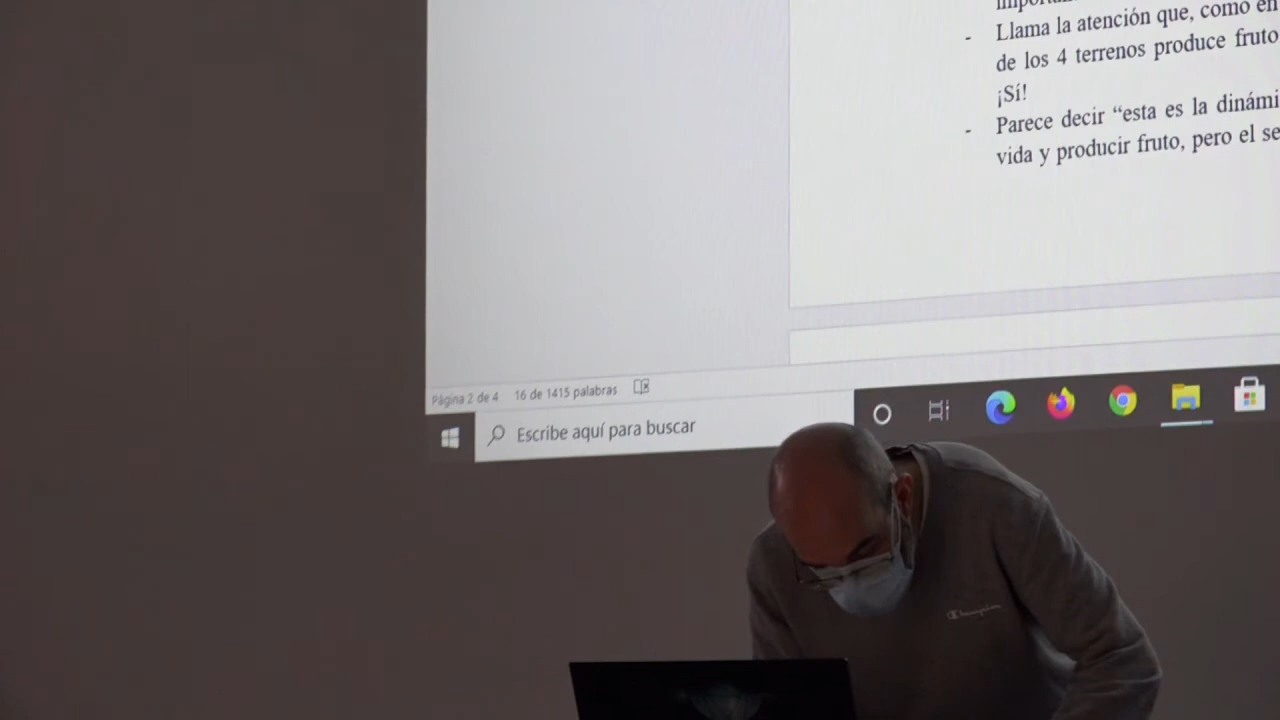 Llama la atención que, como en
- de los 4 terrenos produce fruto
¡Sí!
- Parece decir “esta es la dinámi
vida y producir fruto, pero el se
Página 2 de 4 16 de 1415 palabras
Escribe aquí para buscar
Champion